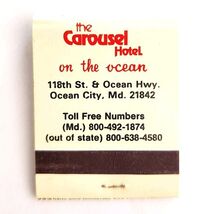 the
Carousel
Hotel
on the ocean
118th St. & Ocean Hwy.
Ocean City, Md. 21842
Toll Free Numbers
(Md.) 800-492-1874
(out of state) 800-638-4580